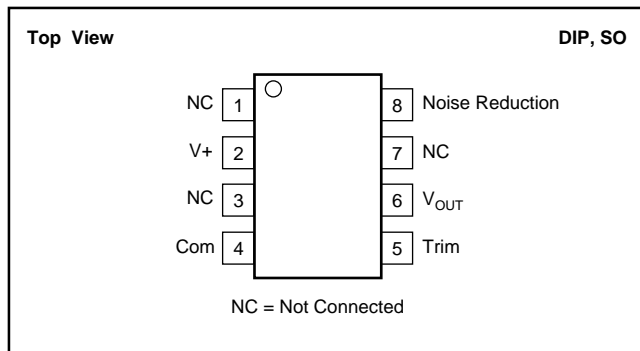 Top View DIP, SO
NC 1 8 Noise Reduction
V+ 2 7 NC
NC 3 6 VOUT
Com 4 5 Trim
NC = Not Connected